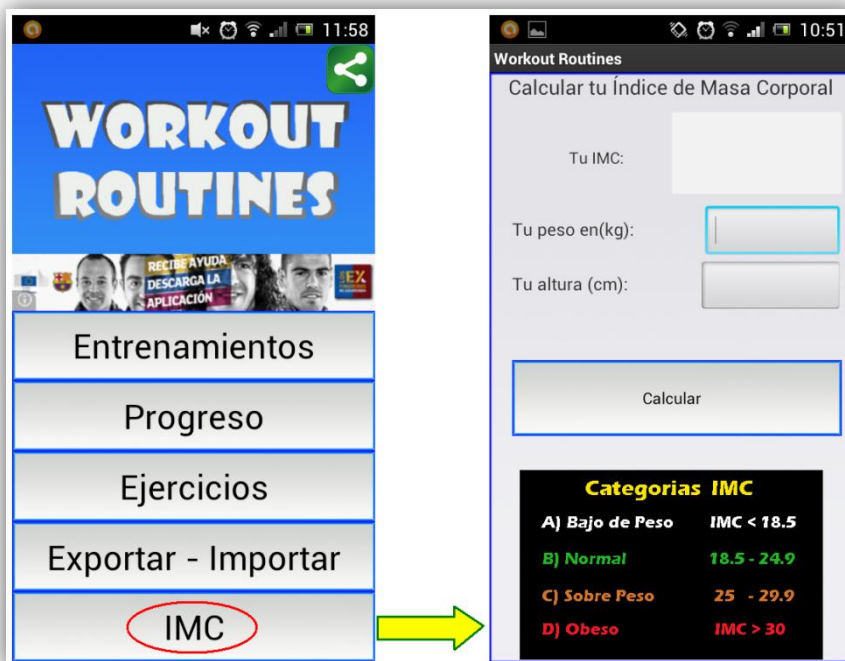 11:58
WORKOUT
ROUTINES
RECIBE AYUDA
DESCARGA LA
APLICACIÓN
Entrenamientos
Progreso
Ejercicios
Exportar - Importar
IMC
10:51
Workout Routines
Calcular tu Índice de Masa Corporal
Tu IMC:
Tu peso en(kg):
Tu altura (cm):
Calcular
Categorias IMC
A) Bajo de Peso IMC < 18.5
B) Normal 18.5 - 24.9
C) Sobre Peso 25 - 29.9
D) Obeso IMC > 30